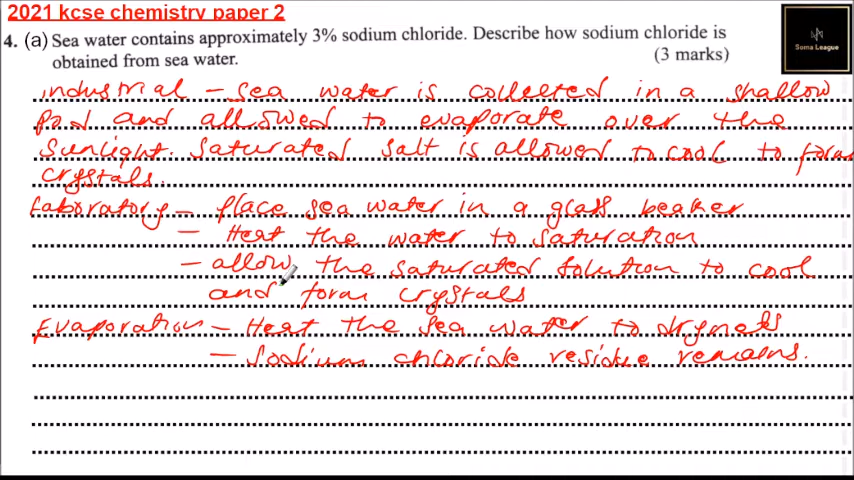 2021 kcse chemistry paper 2
4. (a) Sea water contains approximately 3% sodium chloride. Describe how sodium chloride is
obtained from sea water. (3 marks)
Suma League
industrial - Sea water is collected in a shallow
pod and allowed to evaporate over the
Sunlight. Saturated salt is allowed to cool to form
crystals.
Laboratory - place sea water in a glass beaker
- Heat the water to saturation
- allow the saturated solution to cool
and form crystals
Evaporation - Heat the sea water to dryness
- Sodium chloride residue remains.